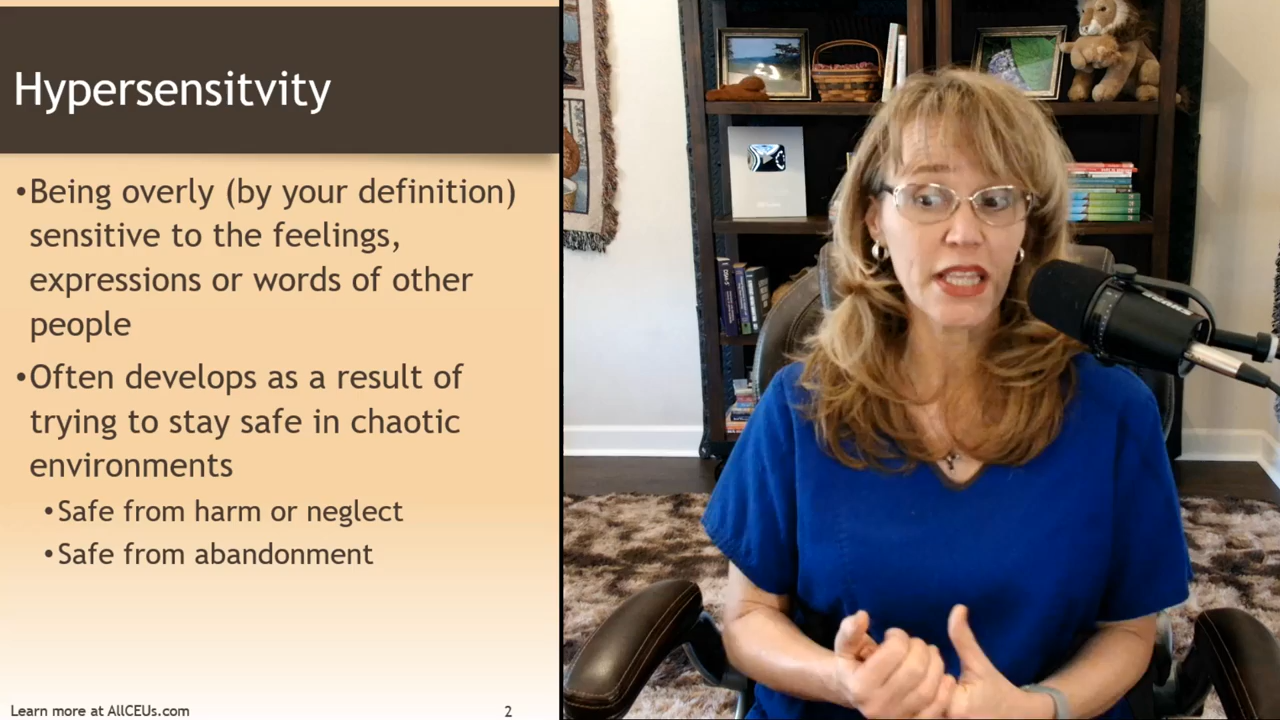 Hypersensitvity
•Being overly (by your definition)
sensitive to the feelings,
expressions or words of other
people
•Often develops as a result of
trying to stay safe in chaotic
environments
•Safe from harm or neglect
•Safe from abandonment
Learn more at AllCEUs.com
2